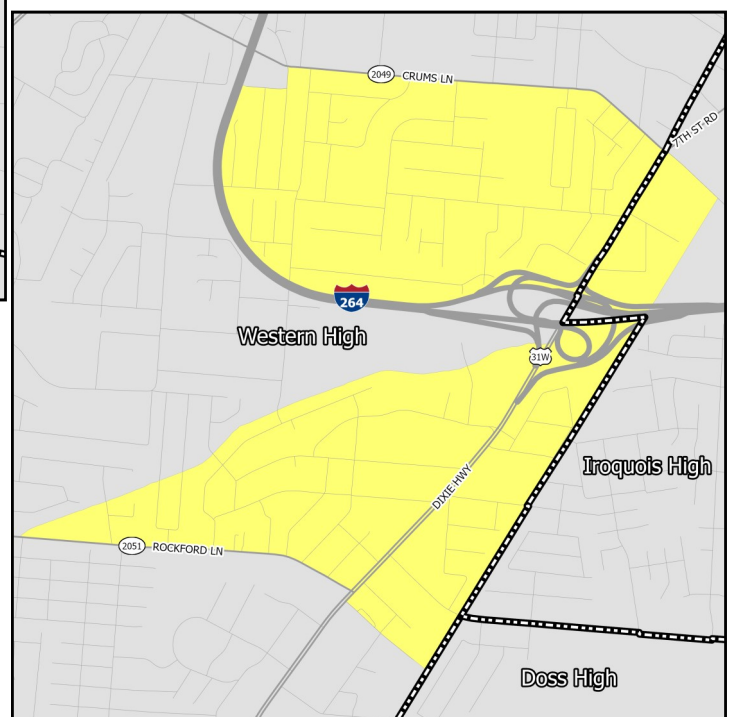 2049 CRUMS LN
7TH ST RD
264
Western High
31W
Iroquois High
DIXIE HWY
2051 ROCKFORD LN
Doss High